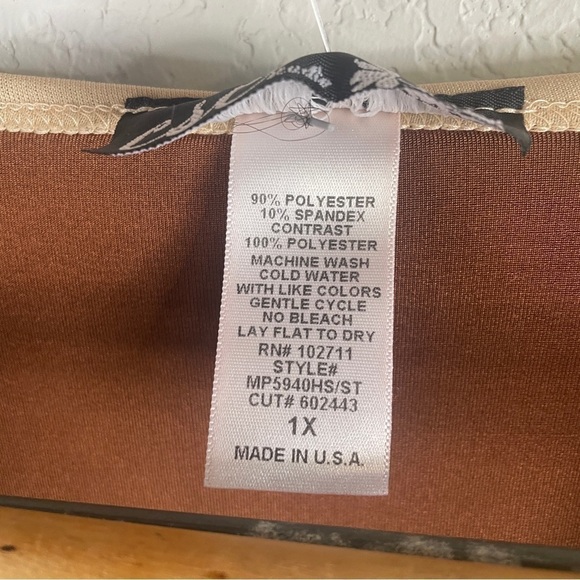 90% POLYESTER
10% SPANDEX
CONTRAST
100% POLYESTER
MACHINE WASH
COLD WATER
WITH LIKE COLORS
GENTLE CYCLE
NO BLEACH
LAY FLAT TO DRY
RN# 102711
STYLE#
MP5940HS/ST
CUT# 602443
1X
MADE IN U.S.A.